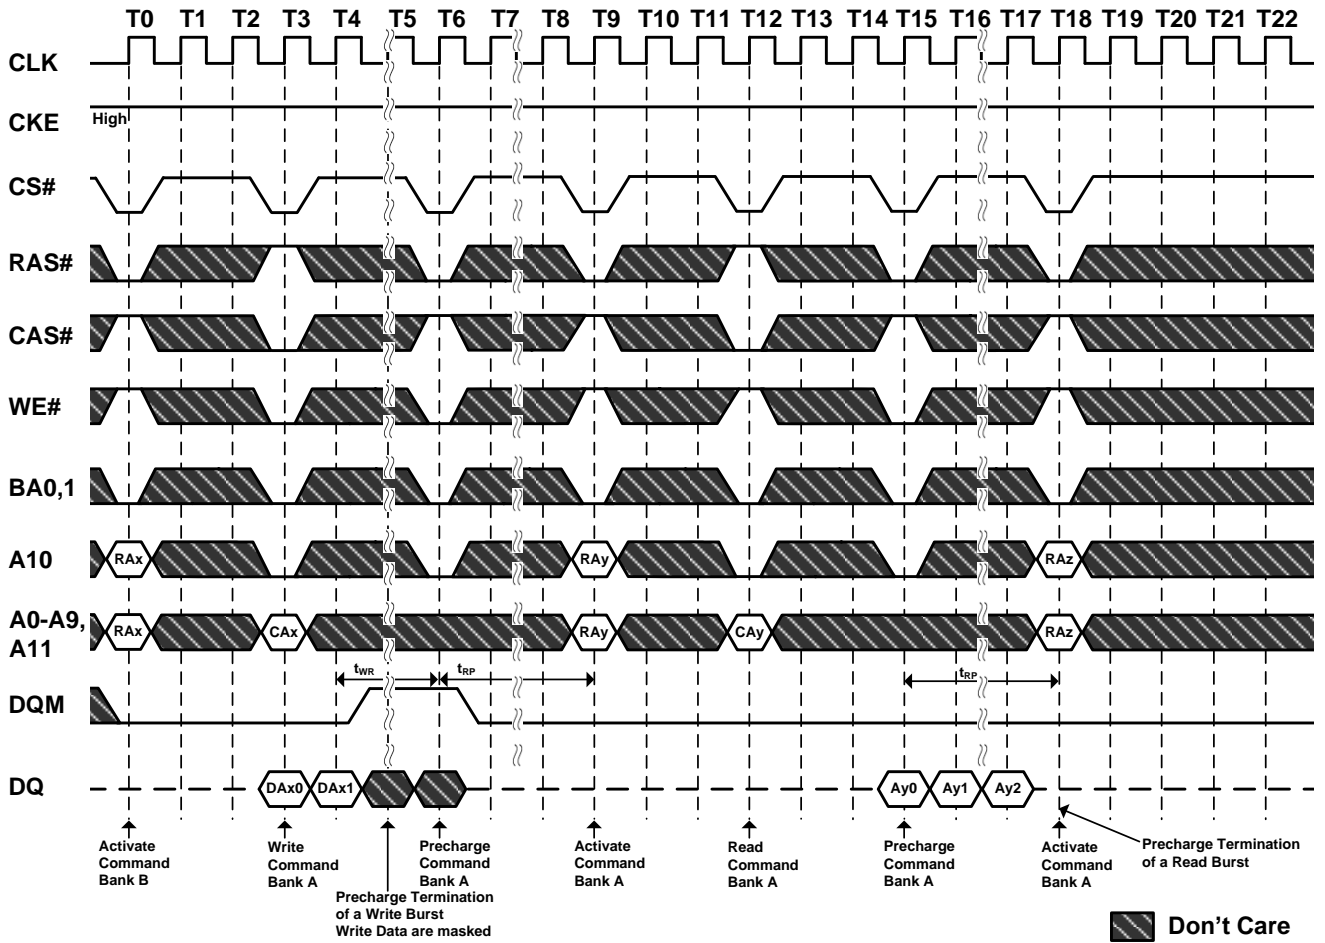 T0 T1 T2 T3 T4 T5 T6 T7 T8 T9 T10 T11 T12 T13 T14 T15 T16 T17 T18 T19 T20 T21 T22
CLK
CKE High
CS#
RAS#
CAS#
WE#
BA0,1
A10 RAx RAy RAz
A0-A9,
A11 RAx CAx RAy CAy RAz
tWR tRP tRP
DQM
DQ DAx0 DAx1 Ay0 Ay1 Ay2
Activate
Command
Bank B
Write
Command
Bank A
Precharge Termination
of a Write Burst
Write Data are masked
Precharge
Command
Bank A
Activate
Command
Bank A
Read
Command
Bank A
Precharge
Command
Bank A
Activate
Command
Bank A
Precharge Termination
of a Read Burst
Don't Care